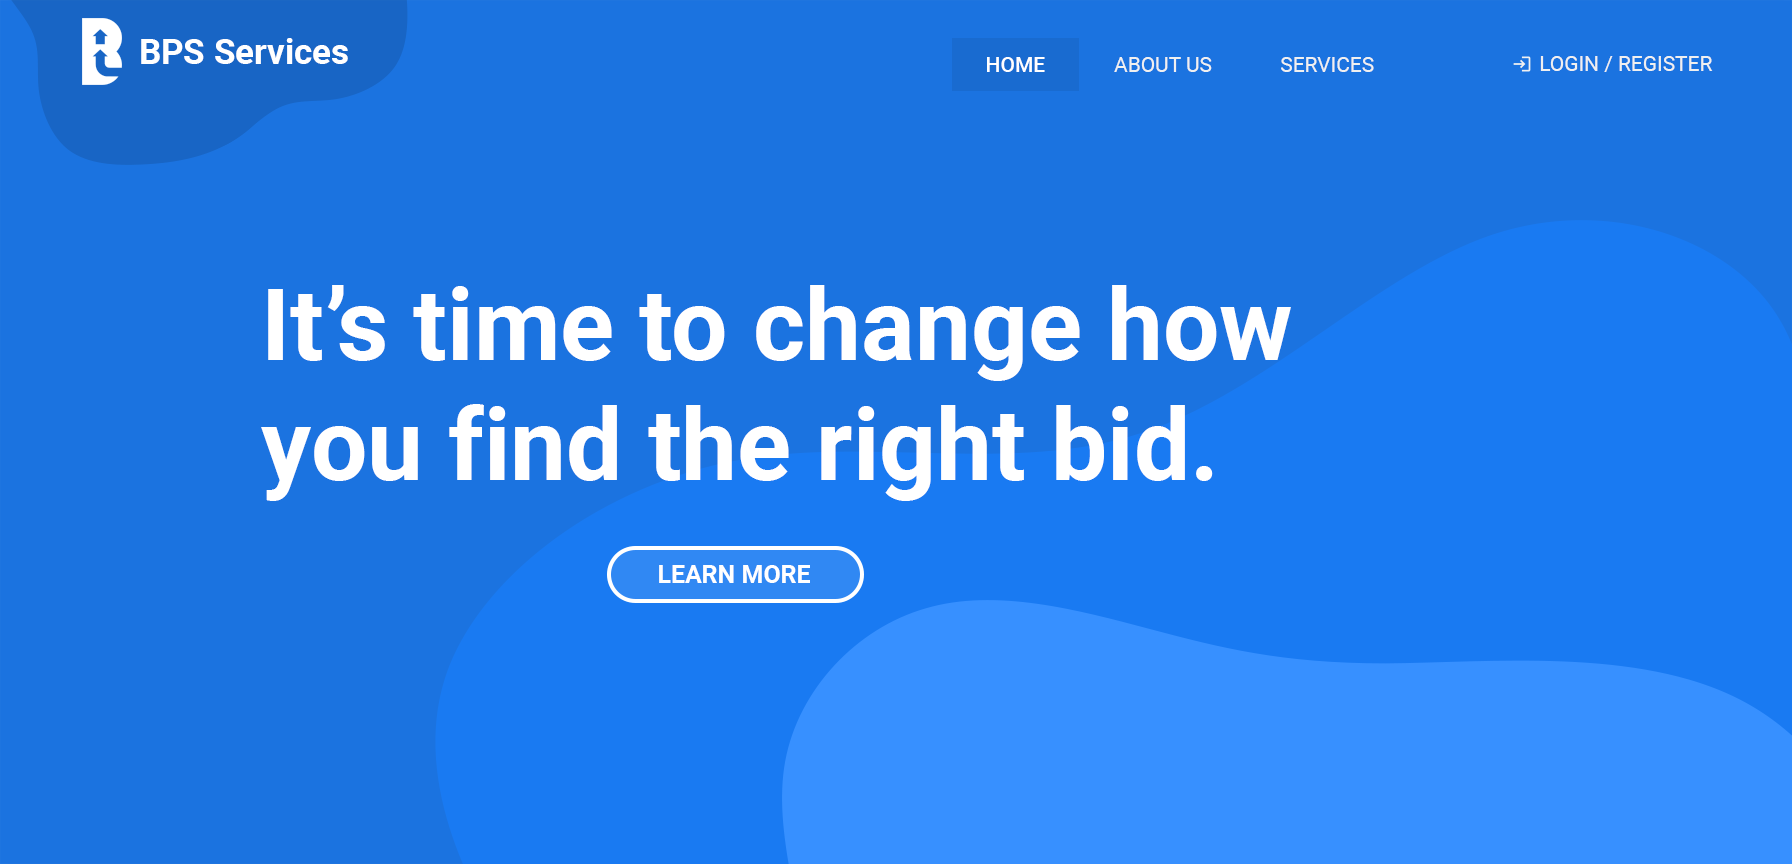 BPS Services
HOME
ABOUT US
SERVICES
LOGIN / REGISTER
It’s time to change how
you find the right bid.
LEARN MORE